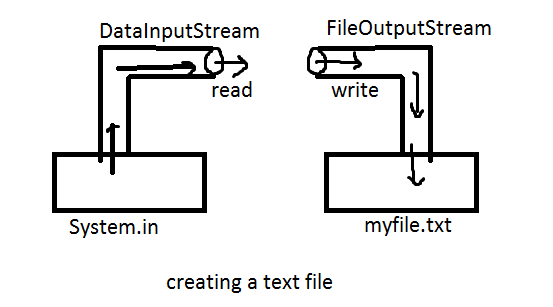 DataInputStream
FileOutputStream
read
write
System.in
myfile.txt
creating a text file